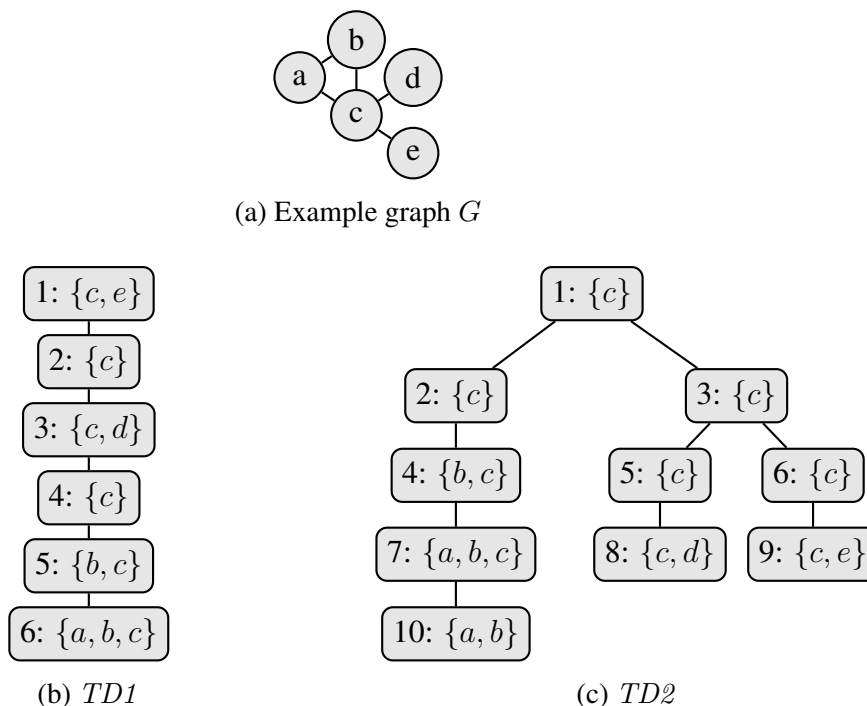 b
a
d
c
e
(a) Example graph G
1: {c, e}
2: {c}
3: {c, d}
4: {c}
5: {b, c}
6: {a, b, c}
(b) TD1
1: {c}
2: {c}
3: {c}
4: {b, c}
5: {c}
6: {c}
7: {a, b, c}
8: {c, d}
9: {c, e}
10: {a, b}
(c) TD2